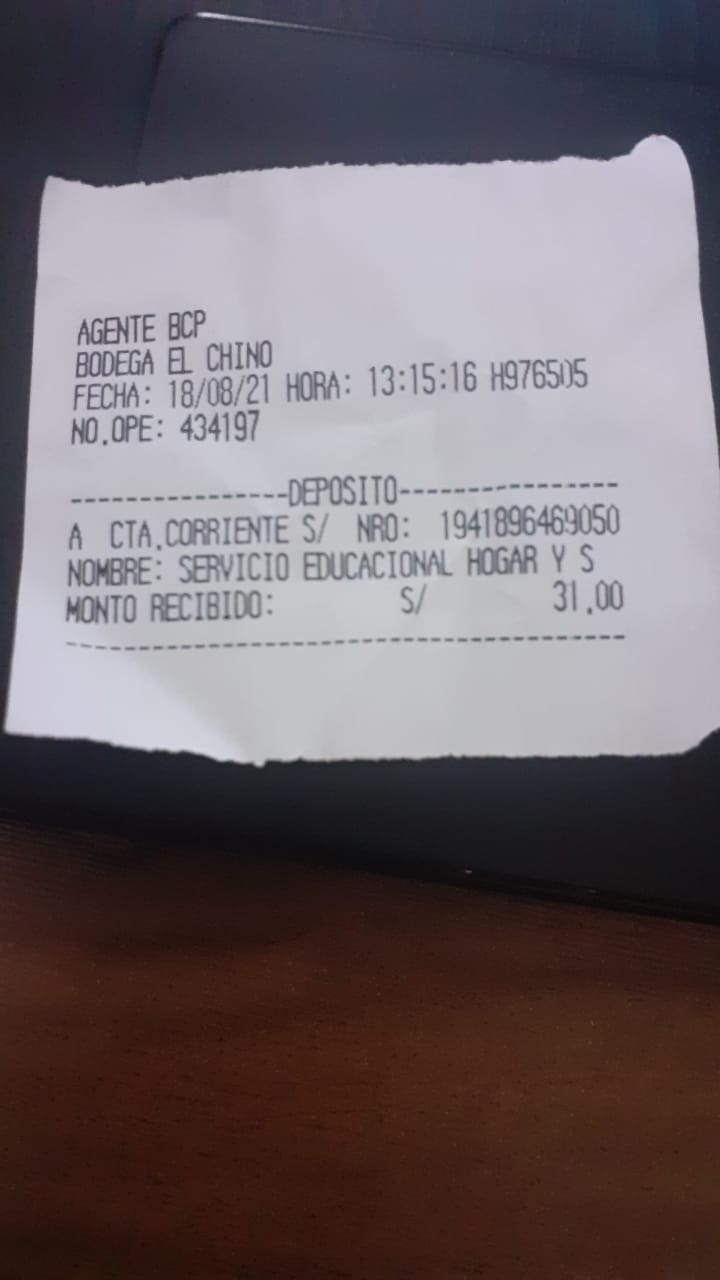 AGENTE BCP
BODEGA EL CHINO
FECHA: 18/08/21 HORA: 13:15:16 H976505
NO.OPE: 434197
---------------DEPOSITO---------------
A CTA.CORRIENTE S/ NRO: 1941896469050
NOMBRE: SERVICIO EDUCACIONAL HOGAR Y S
MONTO RECIBIDO: S/ 31.00
--------------------------------------